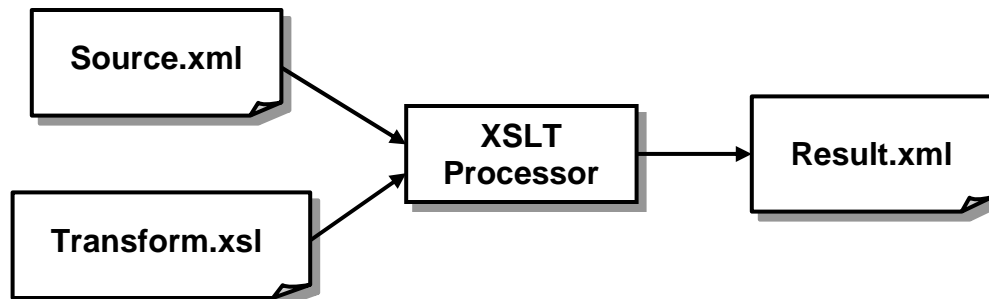 Source.xml
Transform.xsl
XSLT
Processor
Result.xml